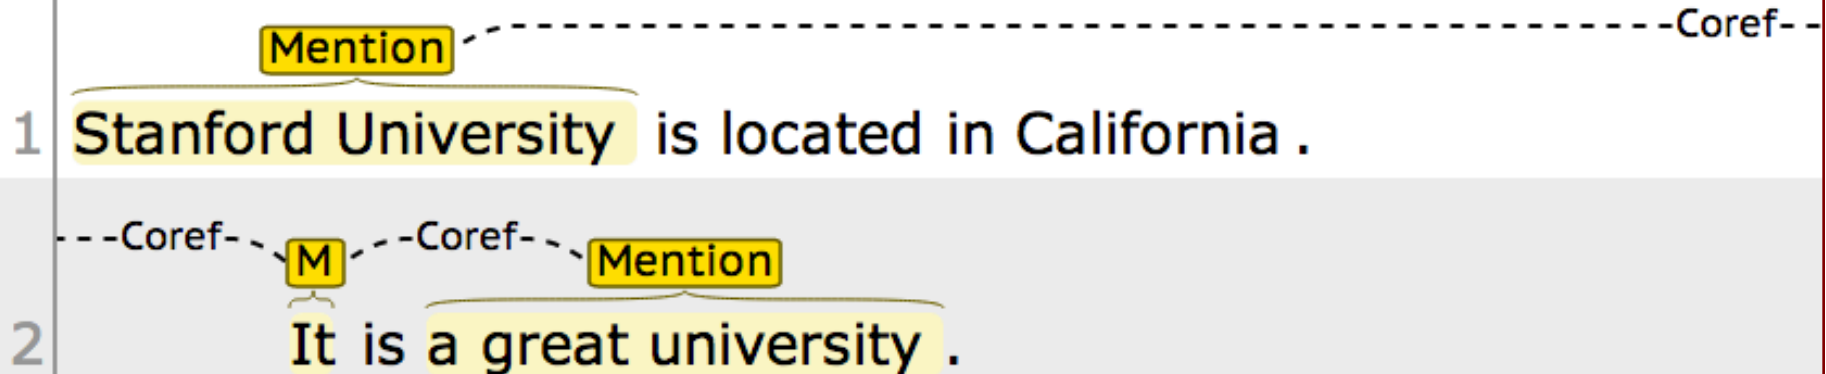 Mention -Coref-
1 Stanford University is located in California .
-Coref- M -Coref- Mention
2 It is a great university .